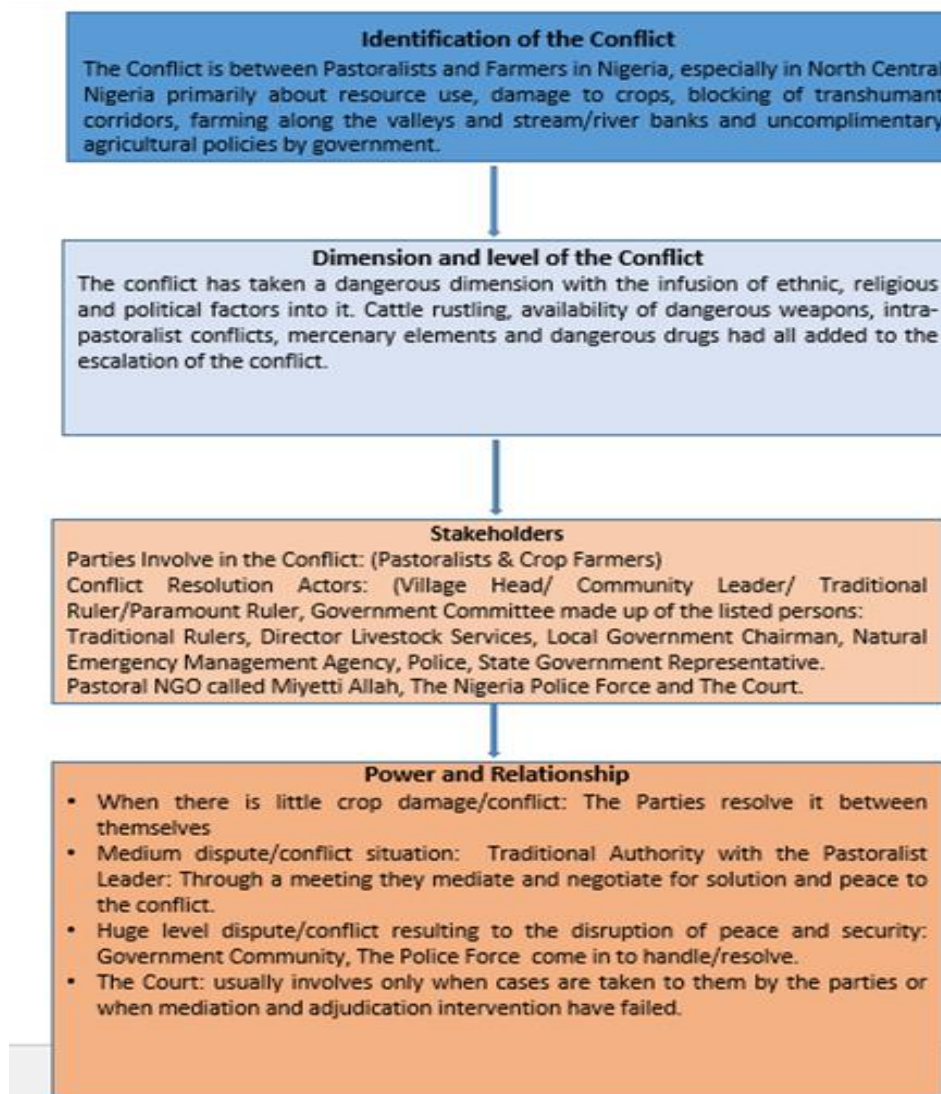 Identification of the Conflict
The Conflict is between Pastoralists and Farmers in Nigeria, especially in North Central
Nigeria primarily about resource use, damage to crops, blocking of transhumant
corridors, farming along the valleys and stream/river banks and uncomplimentary
agricultural policies by government.
Dimension and level of the Conflict
The conflict has taken a dangerous dimension with the infusion of ethnic, religious
and political factors into it. Cattle rustling, availability of dangerous weapons, intra-
pastoralist conflicts, mercenary elements and dangerous drugs had all added to the
escalation of the conflict.
Stakeholders
Parties Involve in the Conflict: (Pastoralists & Crop Farmers)
Conflict Resolution Actors: (Village Head/ Community Leader/ Traditional
Ruler/Paramount Ruler, Government Committee made up of the listed persons:
Traditional Rulers, Director Livestock Services, Local Government Chairman, Natural
Emergency Management Agency, Police, State Government Representative.
Pastoral NGO called Miyetti Allah, The Nigeria Police Force and The Court.
Power and Relationship
• When there is little crop damage/conflict: The Parties resolve it between
themselves
• Medium dispute/conflict situation: Traditional Authority with the Pastoralist
Leader: Through a meeting they mediate and negotiate for solution and peace to
the conflict.
• Huge level dispute/conflict resulting to the disruption of peace and security:
Government Community, The Police Force come in to handle/resolve.
• The Court: usually involves only when cases are taken to them by the parties or
when mediation and adjudication intervention have failed.